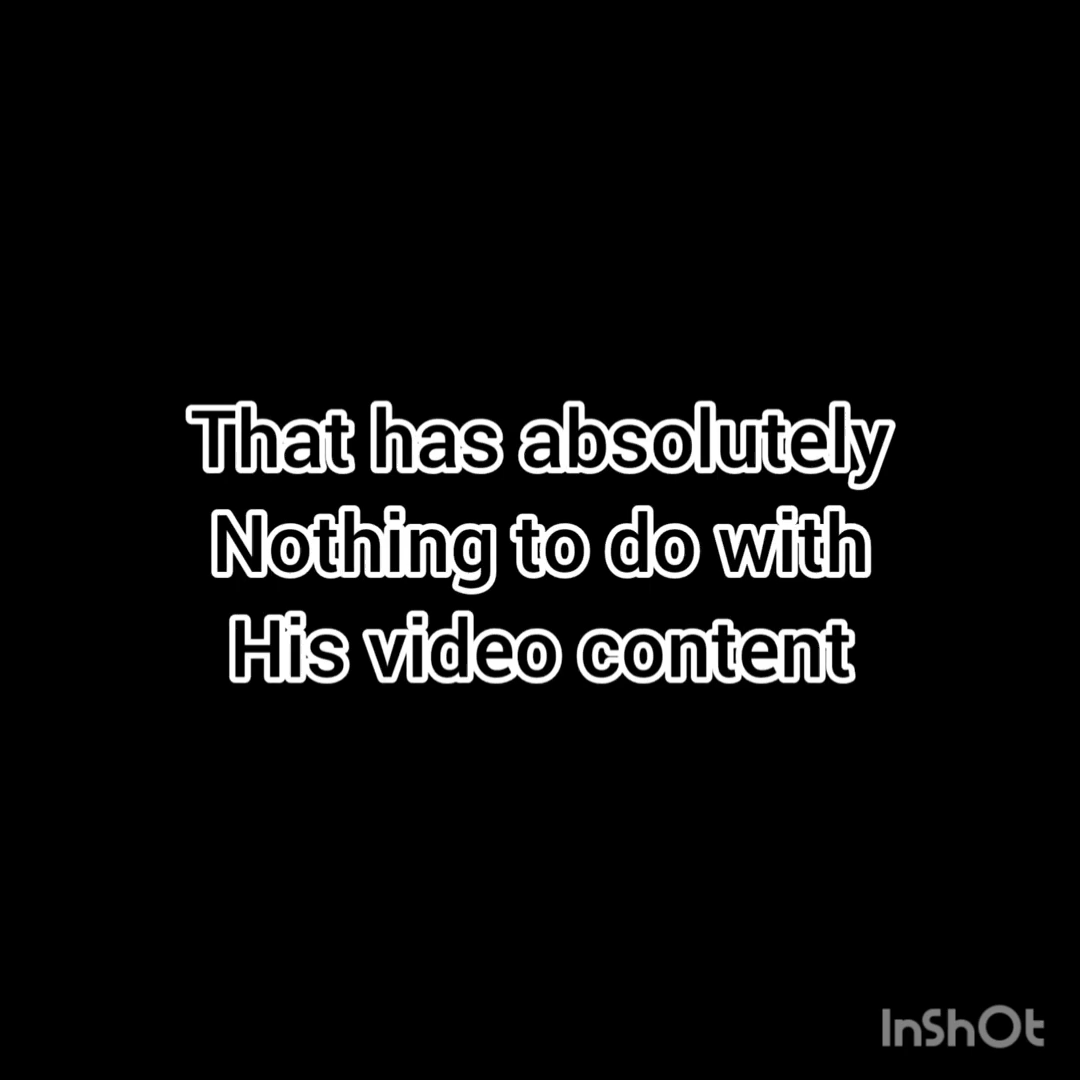 That has absolutely
Nothing to do with
His video content
InShOt